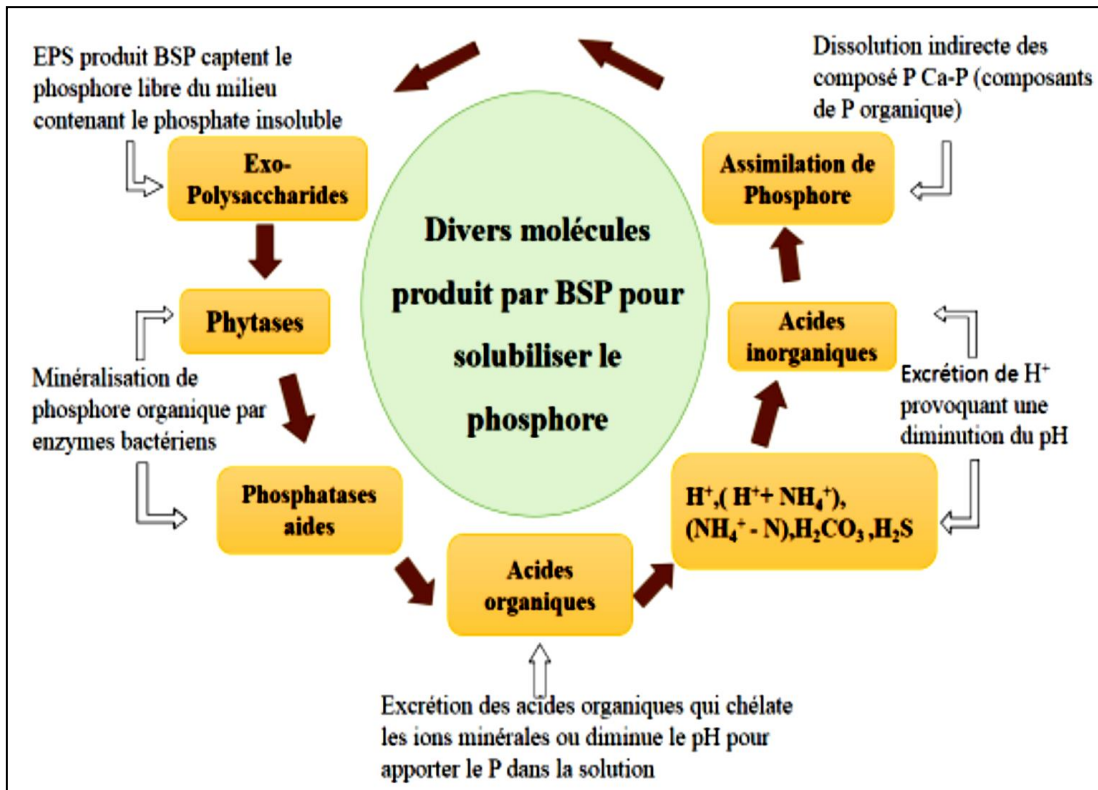 EPS produit BSP captent le
phosphore libre du milieu
contenant le phosphate insoluble
Exo-
Polysaccharides
Phytases
Minéralisation de
phosphore organique par
enzymes bactériens
Phosphatases
aides
Acides
organiques
Excrétion des acides organiques qui chélate
les ions minérales ou diminue le pH pour
apporter le P dans la solution
H⁺,( H⁺+ NH₄⁺),
(NH₄⁺ - N),H₂CO₃ ,H₂S
Excrétion de H⁺
provoquant une
diminution du pH
Acides
inorganiques
Assimilation de
Phosphore
Dissolution indirecte des
composé P Ca-P (composants
de P organique)
Divers molécules
produit par BSP pour
solubiliser le
phosphore